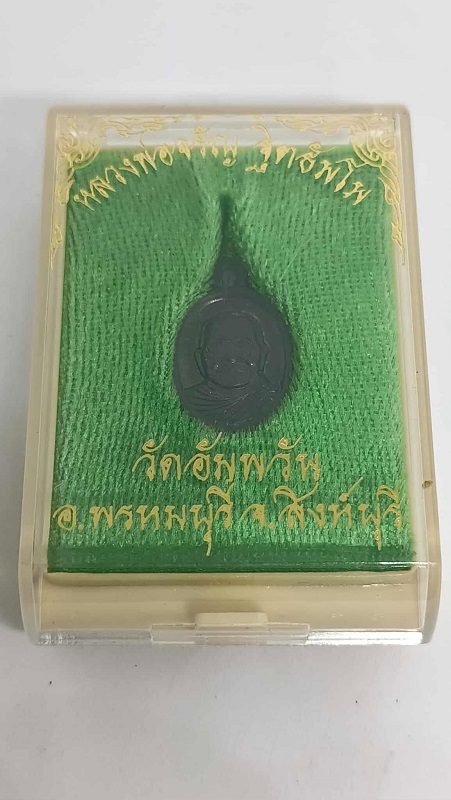 หลวงพ่อจรัญ ฐิตธัมโม
วัดอัมพวัน
อ.พรหมบุรี จ.สิงห์บุรี